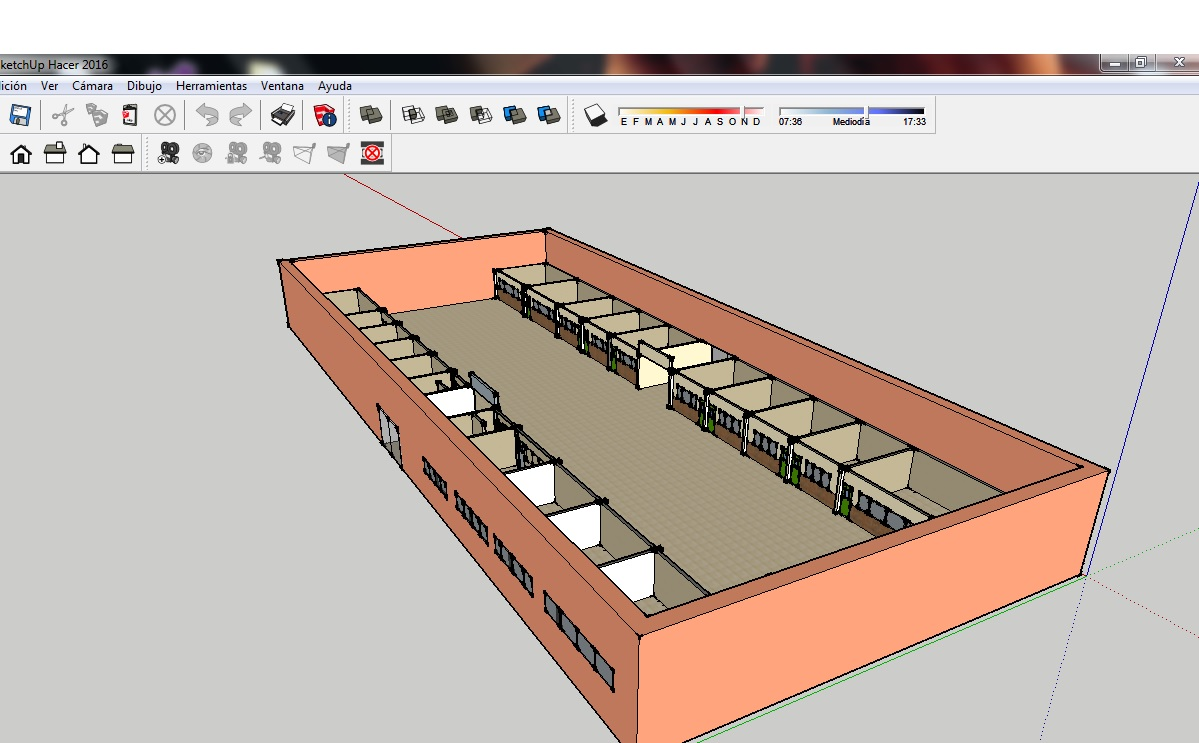 ketchUp Hacer 2016
ición Ver Cámara Dibujo Herramientas Ventana Ayuda
E F M A M J J A S O N D 07:36 Mediodía 17:33